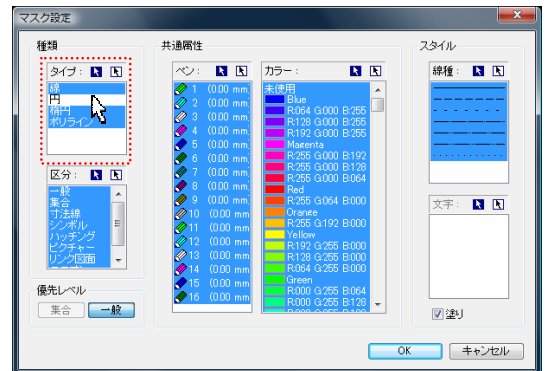 マスク設定
種類
タイプ：
線
円
楕円
ポリライン
区分：
一般
集合
寸法線
シンボル
ハッチング
ピクチャー
リンク図面
優先レベル
集合
一般
共通属性
ペン：
1 (0.00 mm)
2 (0.00 mm)
3 (0.00 mm)
4 (0.00 mm)
5 (0.00 mm)
6 (0.00 mm)
7 (0.00 mm)
8 (0.00 mm)
9 (0.00 mm)
10 (0.00 mm
11 (0.00 mm
12 (0.00 mm
13 (0.00 mm
14 (0.00 mm
15 (0.00 mm
16 (0.00 mm
カラー：
未使用
Blue
R:064 G:000 B:255
R:128 G:000 B:255
R:192 G:000 B:255
Magenta
R:255 G:000 B:192
R:255 G:000 B:128
R:255 G:000 B:064
Red
R:255 G:064 B:000
Orange
R:255 G:192 B:000
Yellow
R:192 G:255 B:000
R:128 G:255 B:000
R:064 G:255 B:000
Green
R:000 G:255 B:064
R:000 G:255 B:128
スタイル
線種：
文字：
塗り
OK
キャンセル